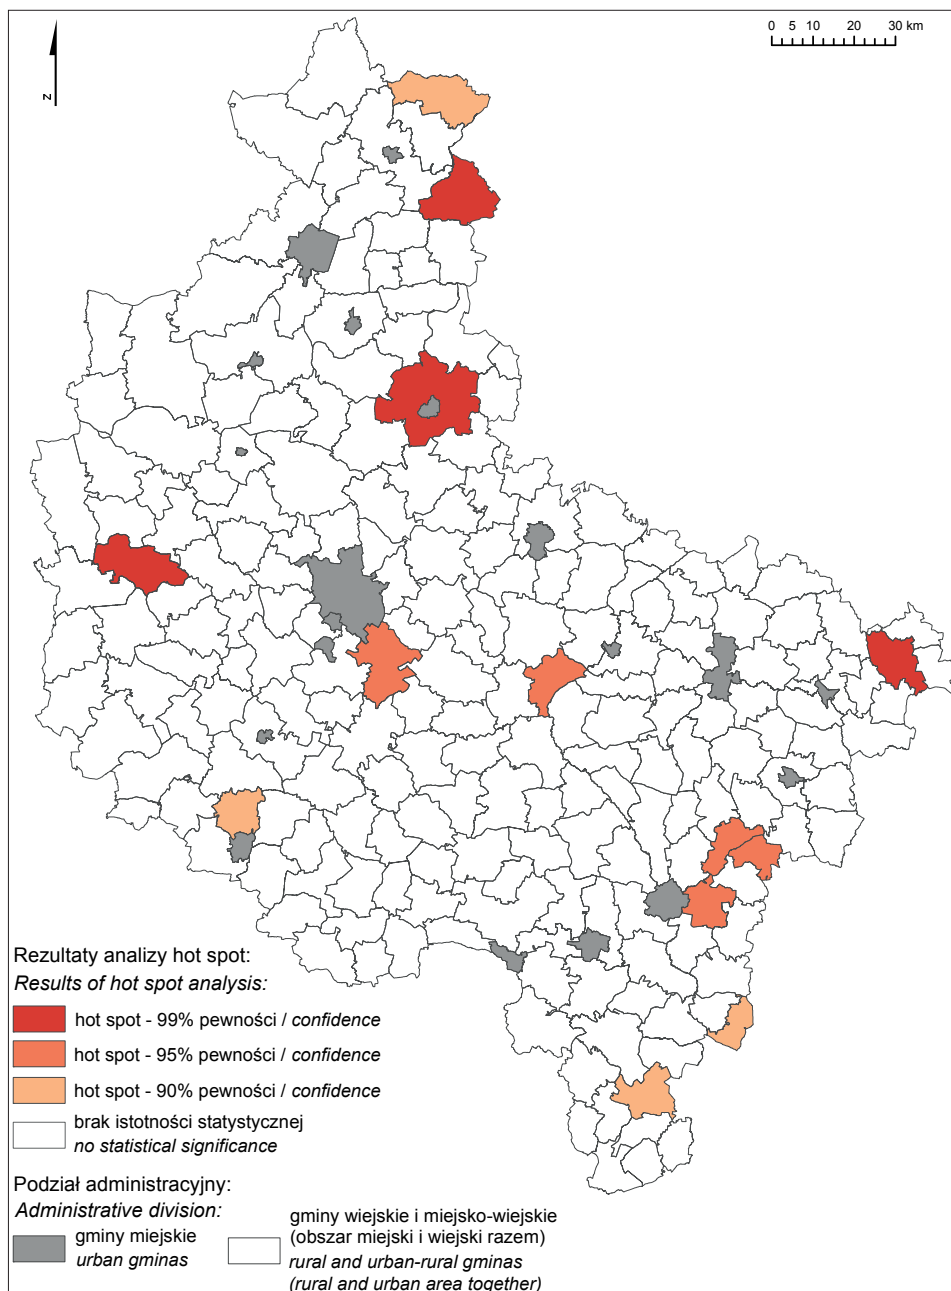 0 5 10 20 30 km
N
Rezultaty analizy hot spot:
Results of hot spot analysis:
hot spot - 99% pewności / confidence
hot spot - 95% pewności / confidence
hot spot - 90% pewności / confidence
brak istotności statystycznej
no statistical significance
Podział administracyjny:
Administrative division:
gminy miejskie
urban gminas
gminy wiejskie i miejsko-wiejskie
(obszar miejski i wiejski razem)
rural and urban-rural gminas
(rural and urban area together)